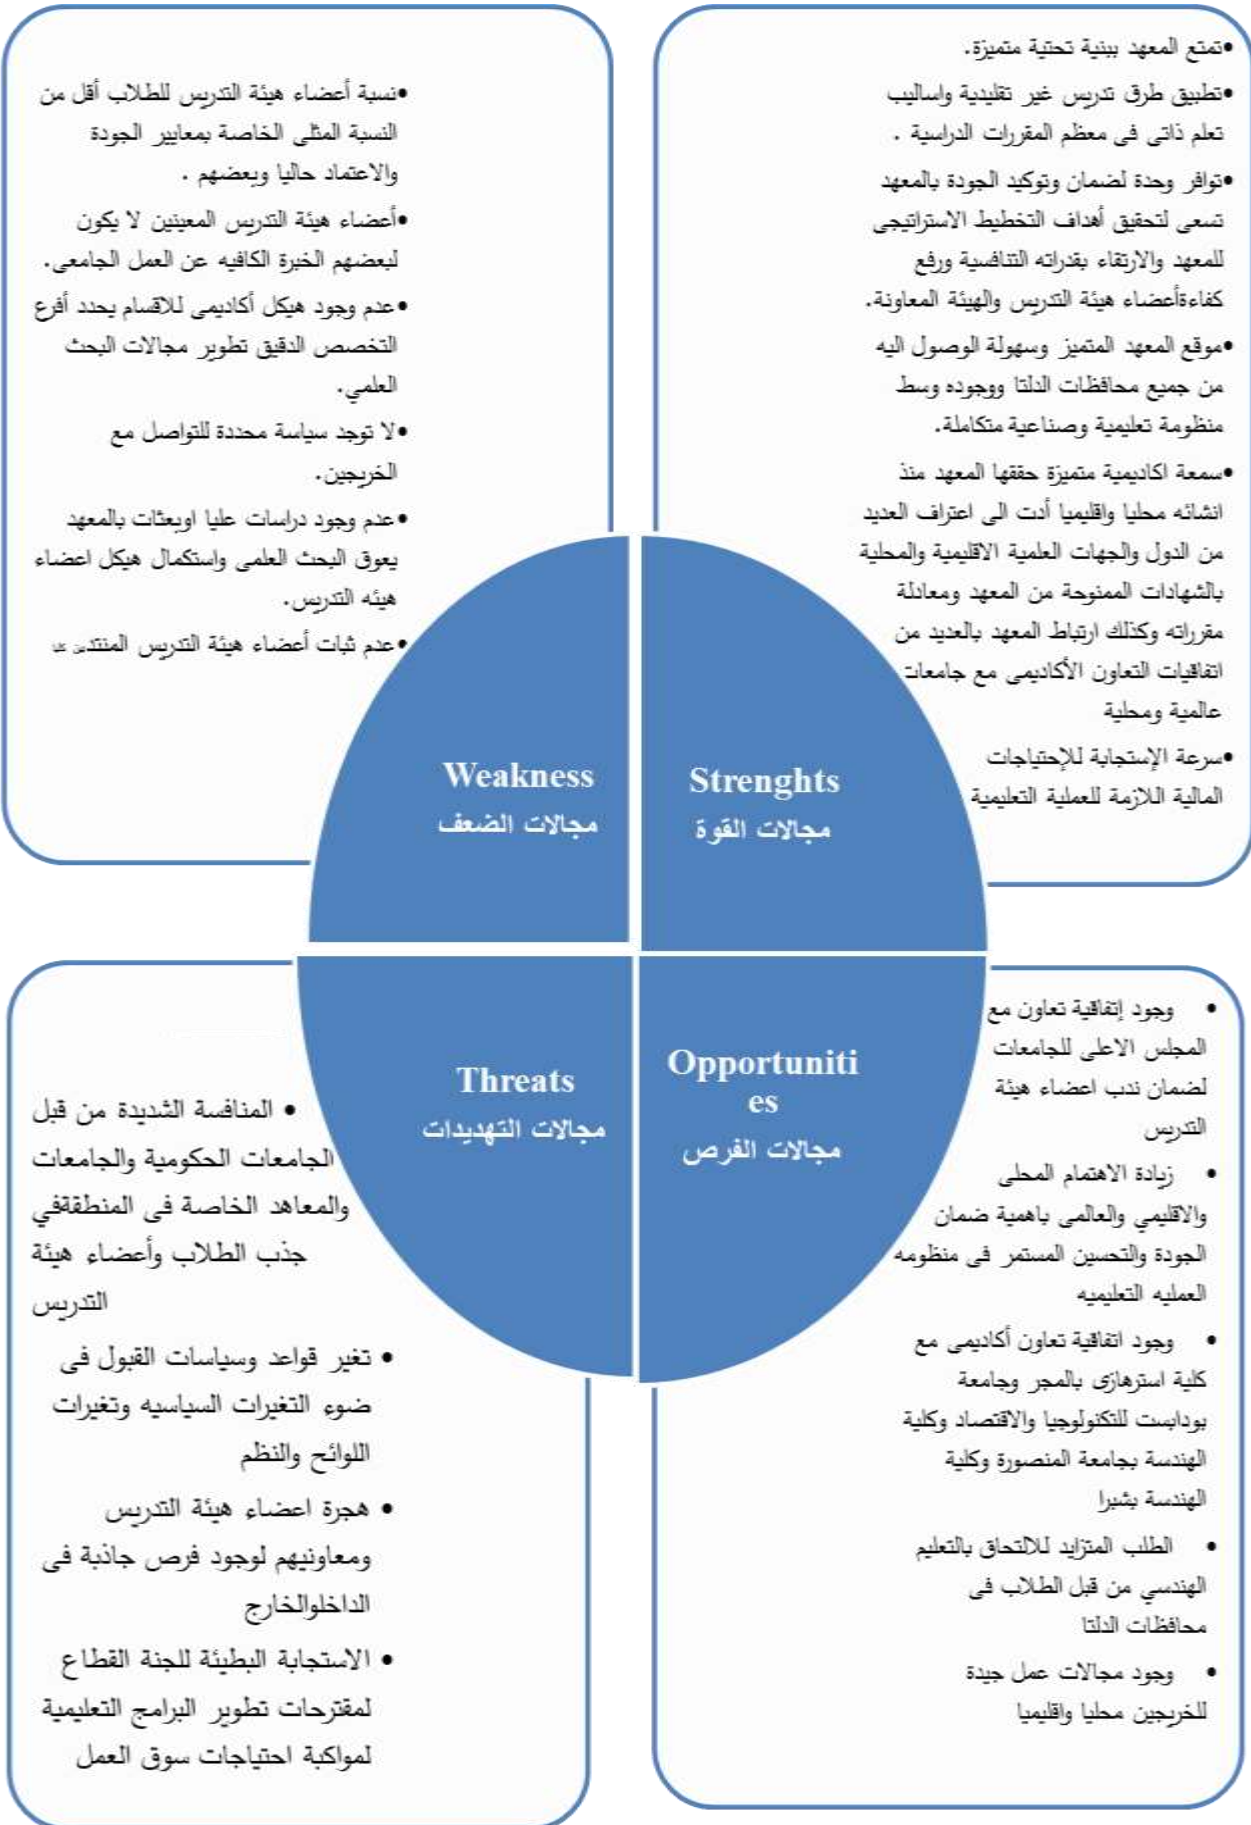 •تمتع المعهد ببنية تحتية متميزة.
•تطبيق طرق تدريس غير تقليدية واساليب
تعلم ذاتى فى معظم المقررات الدراسية .
•توافر وحدة لضمان وتوكيد الجودة بالمعهد
تسعى لتحقيق أهداف التخطيط الاستراتيجى
للمعهد والارتقاء بقدراته التنافسية ورفع
كفاءةأعضاء هيئة التدريس والهيئة المعاونة.
•موقع المعهد المتميز وسهولة الوصول اليه
من جميع محافظات الدلتا ووجوده وسط
منظومة تعليمية وصناعية متكاملة.
•سمعة اكاديمية متميزة حققها المعهد منذ
انشائه محليا واقليميا أدت الى اعتراف العديد
من الدول والجهات العلمية الاقليمية والمحلية
بالشهادات الممنوحة من المعهد ومعادلة
مقرراته وكذلك ارتباط المعهد بالعديد من
اتفاقيات التعاون الأكاديمى مع جامعات
عالمية ومحلية
•سرعة الإستجابة للإحتياجات
المالية اللازمة للعملية التعليمية
Strenghts
مجالات القوة
•نسبة أعضاء هيئة التدريس للطلاب أقل من
النسبة المثلى الخاصة بمعايير الجودة
والاعتماد حاليا وبعضهم .
•أعضاء هيئة التدريس المعينين لا يكون
لبعضهم الخبرة الكافيه عن العمل الجامعى.
•عدم وجود هيكل أكاديمى للاقسام يحدد أفرع
التخصص الدقيق تطوير مجالات البحث
العلمي.
•لا توجد سياسة محددة للتواصل مع
الخريجين.
•عدم وجود دراسات عليا اوبعثات بالمعهد
يعوق البحث العلمى واستكمال هيكل اعضاء
هيئه التدريس.
•عدم ثبات أعضاء هيئة التدريس المنتدبين كليا
Weakness
مجالات الضعف
• وجود إتفاقية تعاون مع
المجلس الاعلى للجامعات
لضمان ندب اعضاء هيئة
التدريس
• زيادة الاهتمام المحلى
والاقليمي والعالمى باهمية ضمان
الجودة والتحسين المستمر فى منظومه
العمليه التعليميه
• وجود اتفاقية تعاون أكاديمى مع
كلية استرهازى بالمجر وجامعة
بودابست للتكنولوجيا والاقتصاد وكلية
الهندسة بجامعة المنصورة وكلية
الهندسة بشبرا
• الطلب المتزايد للالتحاق بالتعليم
الهندسي من قبل الطلاب فى
محافظات الدلتا
• وجود مجالات عمل جيدة
للخريجين محليا واقليميا
Opportuniti
es
مجالات الفرص
• المنافسة الشديدة من قبل
الجامعات الحكومية والجامعات
والمعاهد الخاصة فى المنطقةفي
جذب الطلاب وأعضاء هيئة
التدريس
• تغير قواعد وسياسات القبول فى
ضوء التغيرات السياسيه وتغيرات
اللوائح والنظم
• هجرة اعضاء هيئة التدريس
ومعاونيهم لوجود فرص جاذبة فى
الداخلوالخارج
• الاستجابة البطيئة للجنة القطاع
لمقترحات تطوير البرامج التعليمية
لمواكبة احتياجات سوق العمل
Threats
مجالات التهديدات